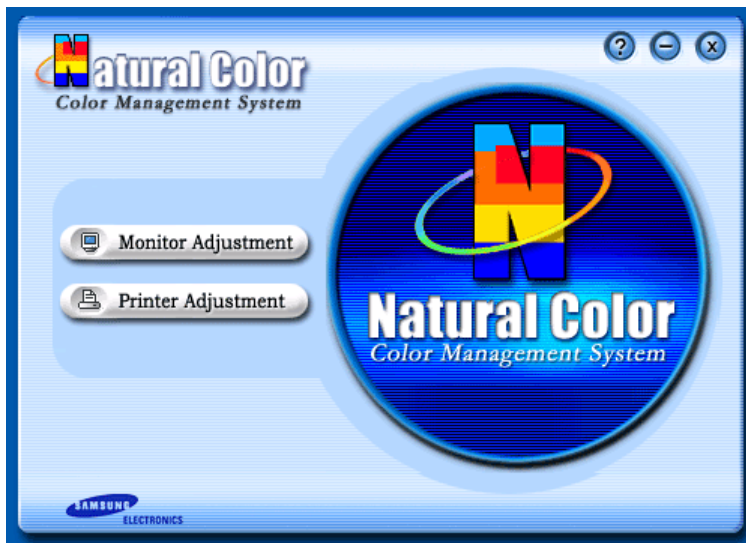 Natural Color
Color Management System
? − x
Monitor Adjustment
Printer Adjustment
N
Natural Color
Color Management System
SAMSUNG
ELECTRONICS